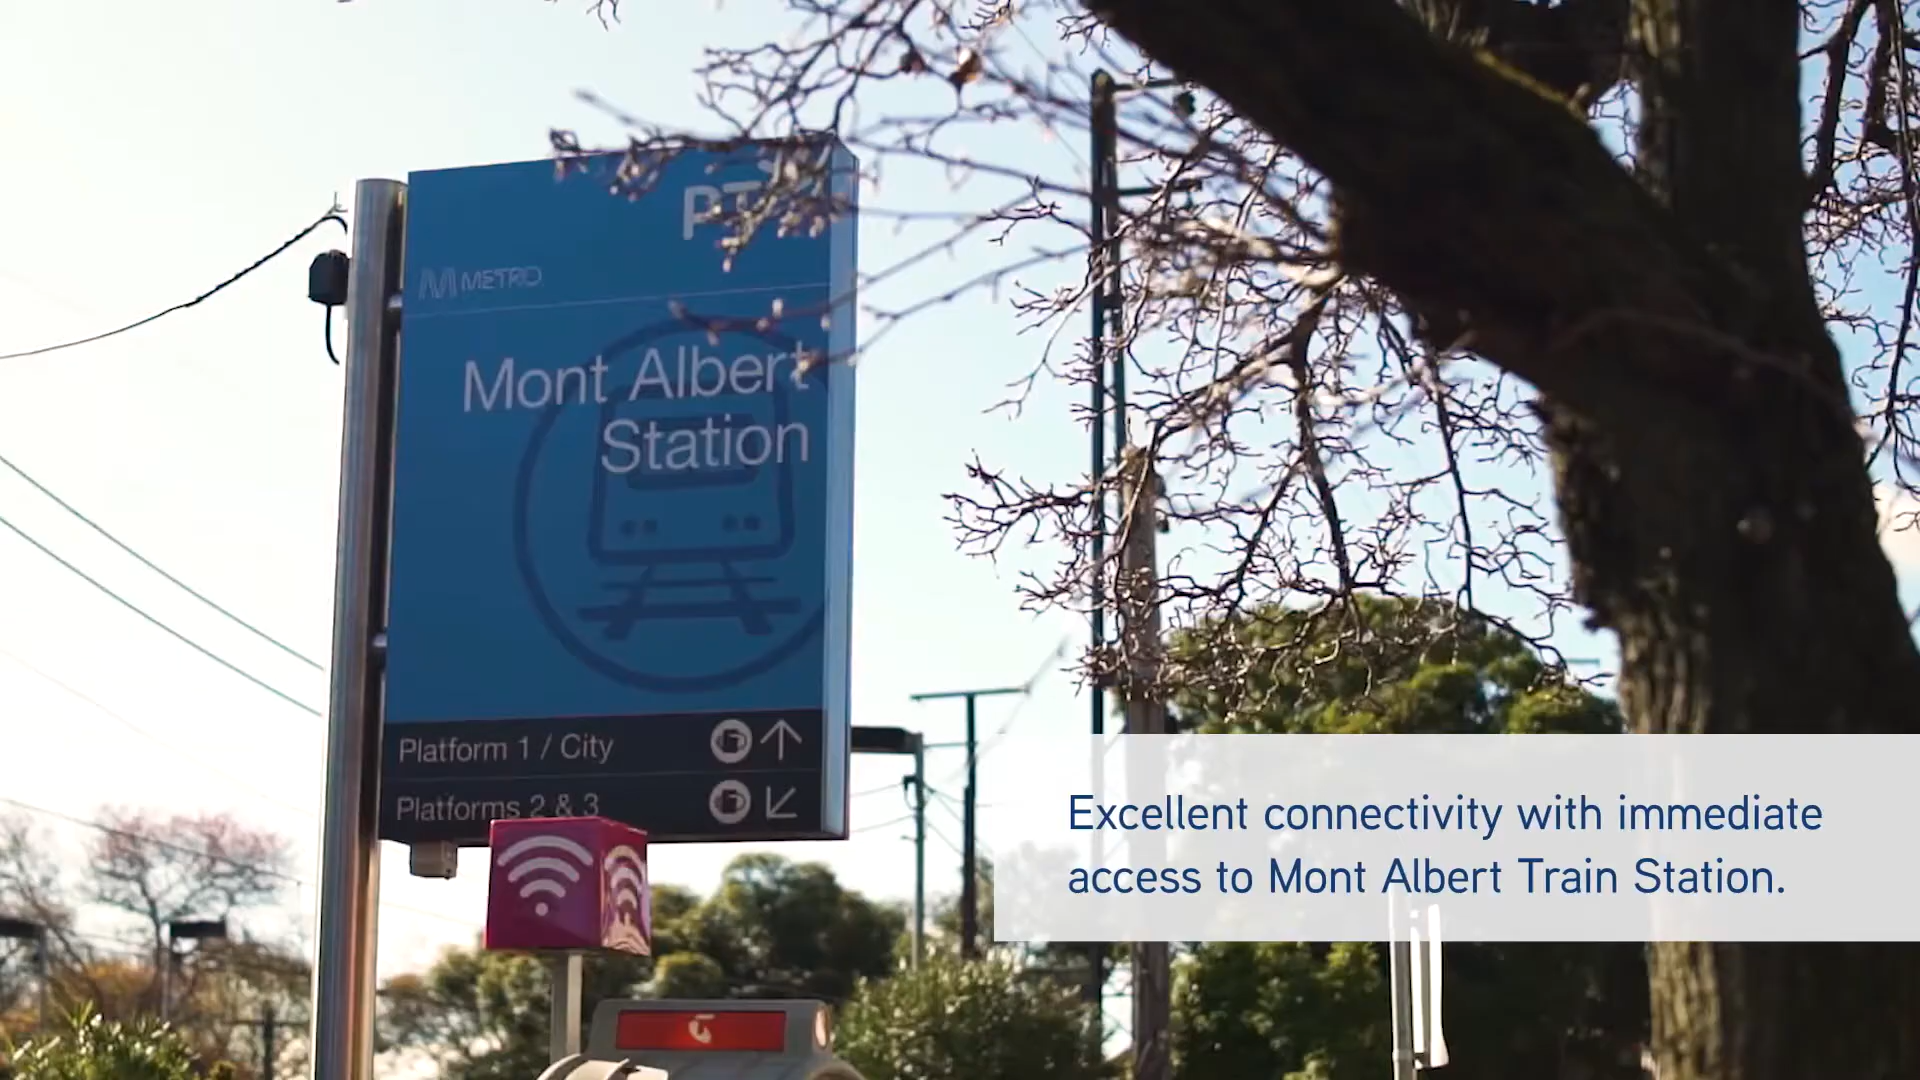 METRO
Mont Albert
Station
Platform 1 / City
Platforms 2 & 3
Excellent connectivity with immediate
access to Mont Albert Train Station.